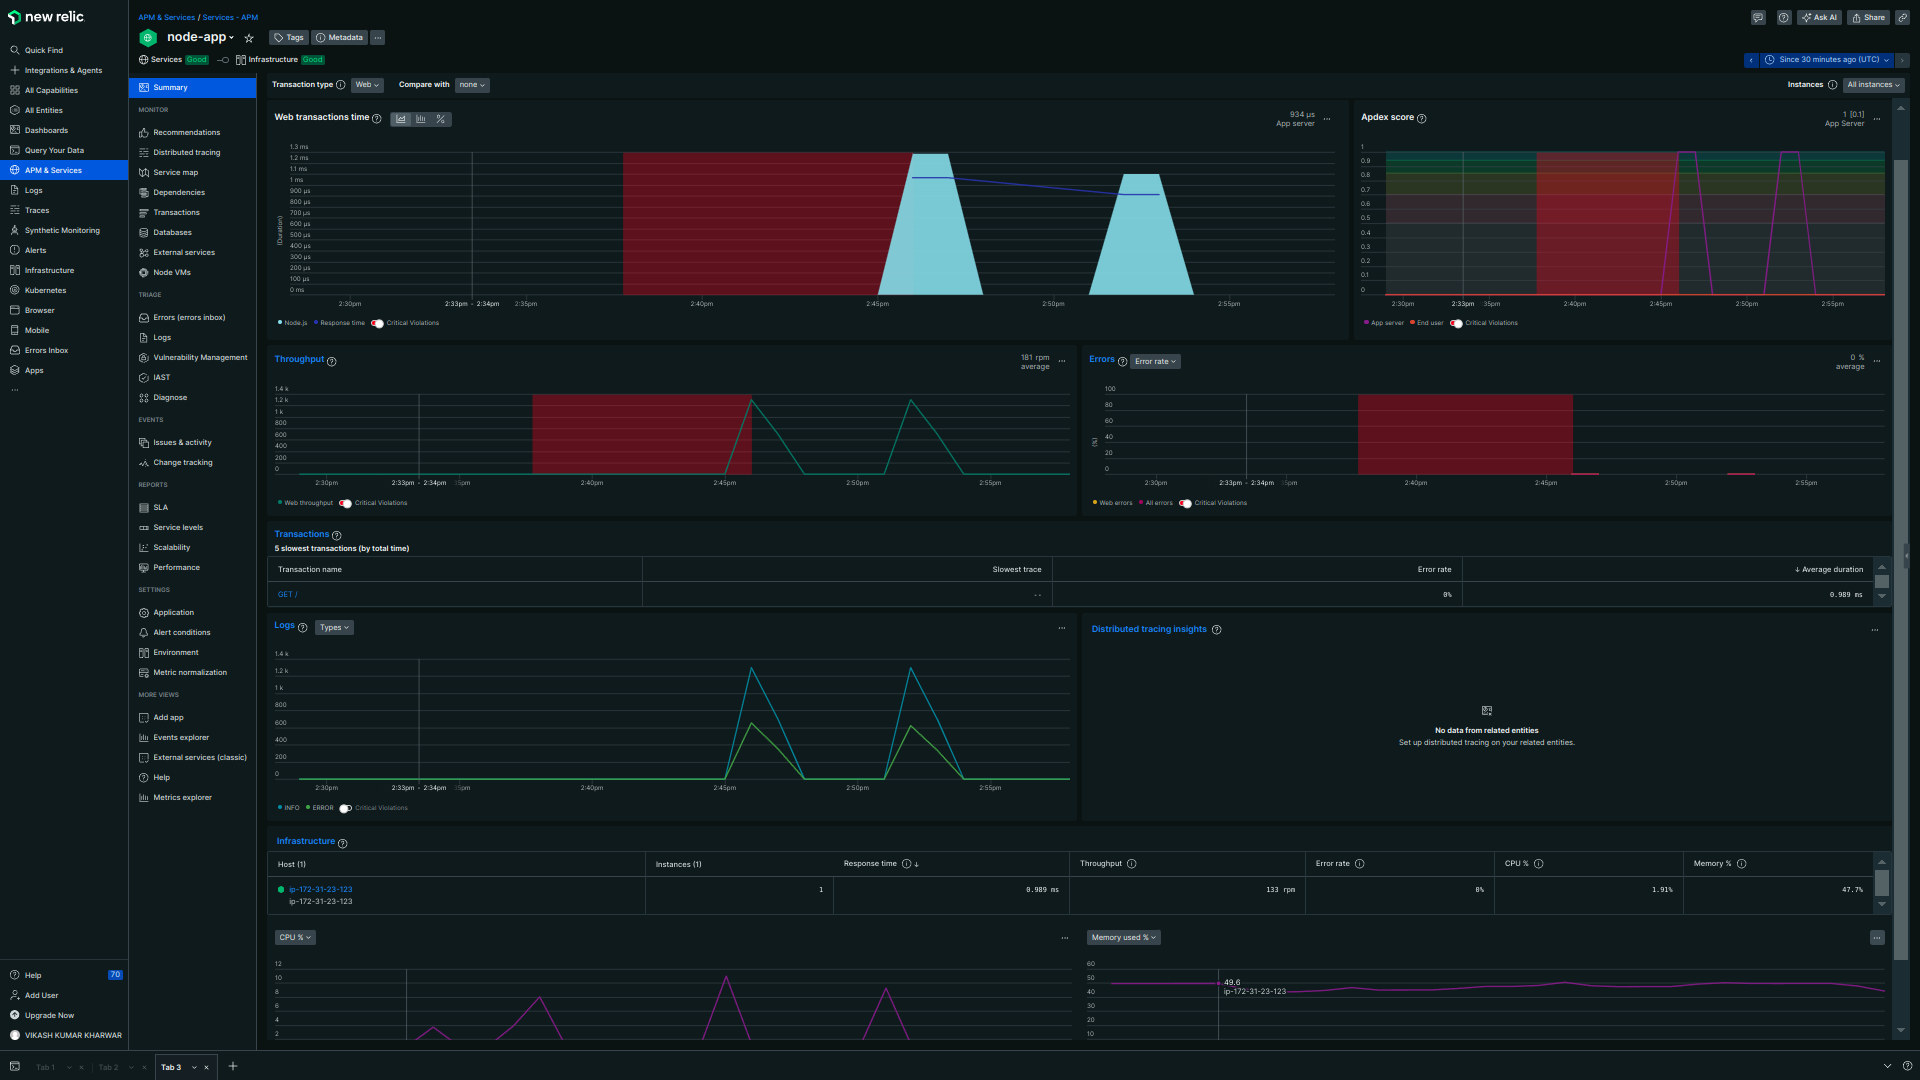 new relic.
Quick Find
Integrations & Agents
All Capabilities
All Entities
Dashboards
Query Your Data
APM & Services
Logs
Traces
Synthetic Monitoring
Alerts
Infrastructure
Kubernetes
Browser
Mobile
Errors Inbox
Apps
...
Help 70
Add User
Upgrade Now
VIKASH KUMAR KHARWAR
APM & Services / Services - APM
node-app
Tags Metadata ...
Services Good Infrastructure Good
Ask AI Share
Since 30 minutes ago (UTC)
Summary
MONITOR
Recommendations
Distributed tracing
Service map
Dependencies
Transactions
Databases
External services
Node VMs
TRIAGE
Errors (errors inbox)
Logs
Vulnerability Management
IAST
Diagnose
EVENTS
Issues & activity
Change tracking
REPORTS
SLA
Service levels
Scalability
Performance
SETTINGS
Application
Alert conditions
Environment
Metric normalization
MORE VIEWS
Add app
Events explorer
External services (classic)
Help
Metrics explorer
Transaction type Web Compare with none
Instances All instances
Web transactions time
934 µs
App server
1.3 ms
1.2 ms
1.1 ms
1 ms
900 µs
800 µs
700 µs
600 µs
500 µs
400 µs
300 µs
200 µs
100 µs
0 ms
(Duration)
2:30pm 2:33pm - 2:34pm 2:35pm 2:40pm 2:45pm 2:50pm 2:55pm
Node.js Response time Critical Violations
Apdex score
1 [0.1]
App Server
1
0.9
0.8
0.7
0.6
0.5
0.4
0.3
0.2
0.1
0
2:30pm 2:33pm :35pm 2:40pm 2:45pm 2:50pm 2:55pm
App server End user Critical Violations
Throughput
181 rpm
average
1.4 k
1.2 k
1 k
800
600
400
200
0
2:30pm 2:33pm - 2:34pm :35pm 2:40pm 2:45pm 2:50pm 2:55pm
Web throughput Critical Violations
Errors Error rate
0 %
average
100
80
60
40
20
0
(%)
2:30pm 2:33pm - 2:34pm :35pm 2:40pm 2:45pm 2:50pm 2:55pm
Web errors All errors Critical Violations
Transactions
5 slowest transactions (by total time)
Transaction name Slowest trace Error rate ↓ Average duration
GET / -- 0% 0.989 ms
Logs Types
1.4 k
1.2 k
1 k
800
600
400
200
0
2:30pm 2:33pm - 2:34pm :35pm 2:40pm 2:45pm 2:50pm 2:55pm
INFO ERROR Critical Violations
Distributed tracing insights
No data from related entities
Set up distributed tracing on your related entities.
Infrastructure
Host (1) Instances (1) Response time ↓ Throughput Error rate CPU % Memory %
ip-172-31-23-123 1 0.989 ms 133 rpm 0% 1.91% 47.7%
ip-172-31-23-123
CPU %
12
10
8
6
4
2
Memory used %
60
50
40
30
20
10
49.6
ip-172-31-23-123
Tab 1 Tab 2 Tab 3